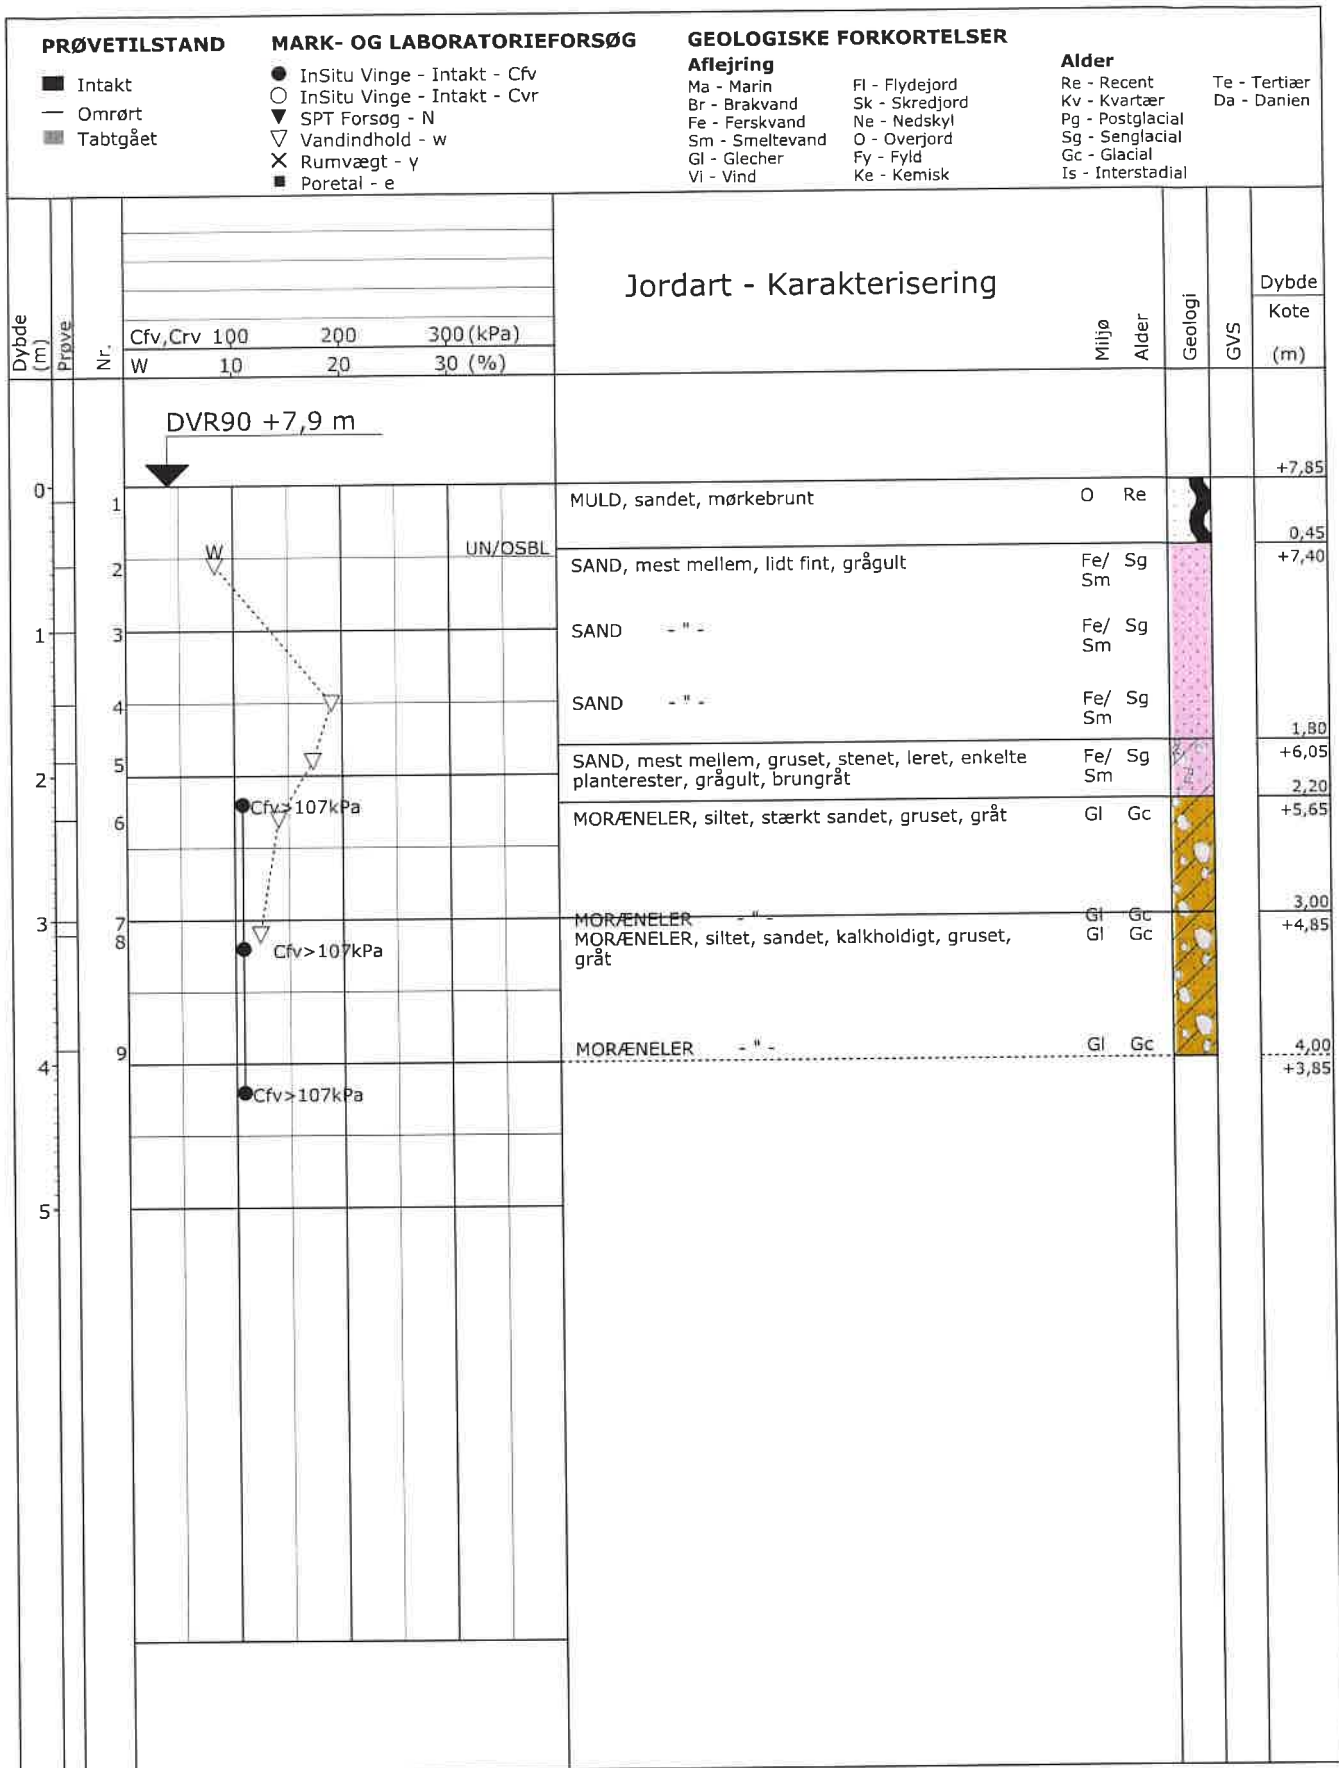 PRØVETILSTAND
Intakt
Omrørt
Tabtgået
MARK- OG LABORATORIEFORSØG
InSitu Vinge - Intakt - Cfv
InSitu Vinge - Intakt - Cvr
SPT Forsøg - N
Vandindhold - w
Rumvægt - γ
Poretal - e
GEOLOGISKE FORKORTELSER
Aflejring
Ma - Marin
Br - Brakvand
Fe - Ferskvand
Sm - Smeltevand
Gl - Glecher
Vi - Vind
Fl - Flydejord
Sk - Skredjord
Ne - Nedskyl
O - Overjord
Fy - Fyld
Ke - Kemisk
Alder
Re - Recent
Kv - Kvartær
Pg - Postglacial
Sg - Senglacial
Gc - Glacial
Is - Interstadial
Te - Tertiær
Da - Danien
Dybde (m)
Prøve
Nr.
Cfv,Crv 100 200 300 (kPa)
W 10 20 30 (%)
Jordart - Karakterisering
Miljø
Alder
Geologi
GVS
Dybde
Kote
(m)
DVR90 +7,9 m
+7,85
0
1 MULD, sandet, mørkebrunt O Re
0,45
W UN/OSBL
2 SAND, mest mellem, lidt fint, grågult Fe/ Sg +7,40
Sm
1 3 SAND - " - Fe/ Sg
Sm
4 SAND - " - Fe/ Sg
Sm
1,80
5 SAND, mest mellem, gruset, stenet, leret, enkelte Fe/ Sg +6,05
2 planterester, grågult, brungråt Sm 2,20
Cfv>107kPa
6 MORÆNELER, siltet, stærkt sandet, gruset, gråt Gl Gc +5,65
3,00
3 7 MORÆNELER - " - Gl Gc
8 MORÆNELER, siltet, sandet, kalkholdigt, gruset, Gl Gc +4,85
gråt
Cfv>107kPa
9 MORÆNELER - " - Gl Gc 4,00
4 +3,85
Cfv>107kPa
5